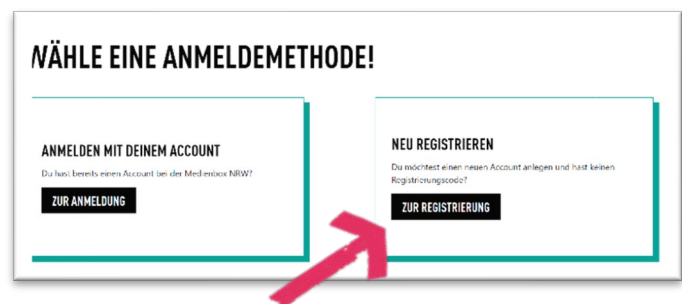 WÄHLE EINE ANMELDEMETHODE!
ANMELDEN MIT DEINEM ACCOUNT
Du hast bereits einen Account bei der Medienbox NRW?
ZUR ANMELDUNG
NEU REGISTRIEREN
Du möchtest einen neuen Account anlegen und hast keinen
Registrierungscode?
ZUR REGISTRIERUNG